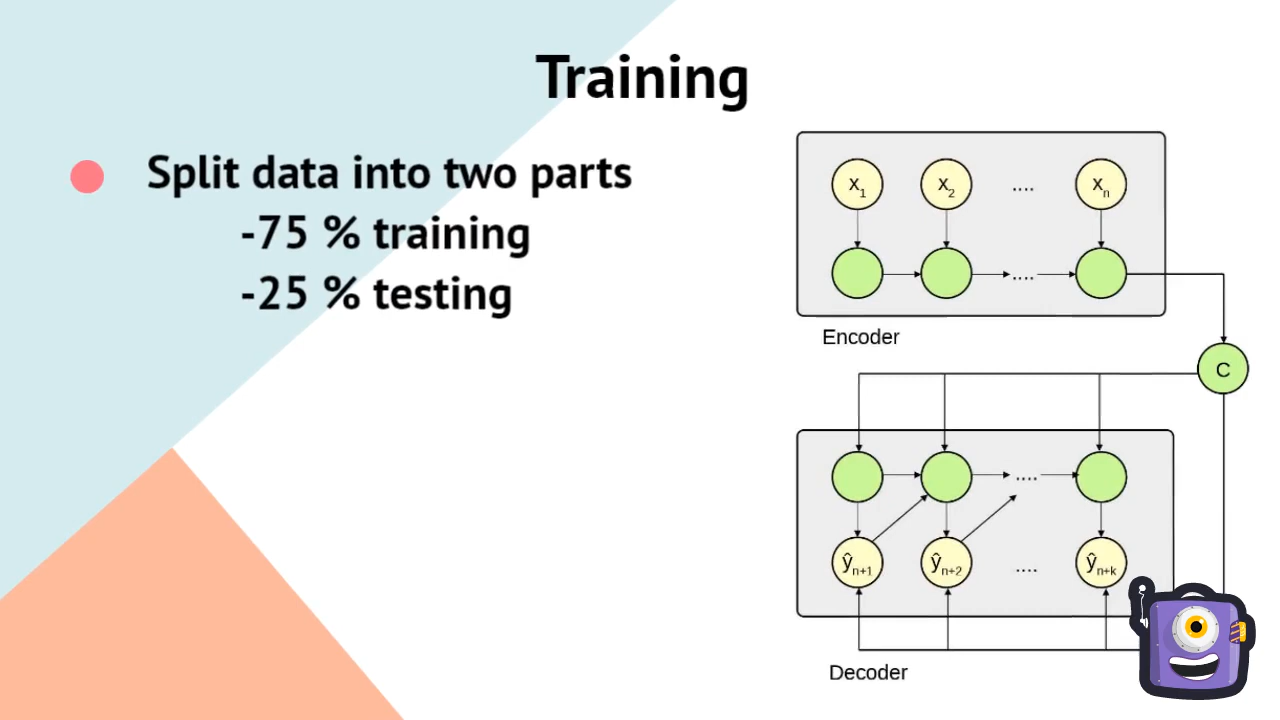 Training
Split data into two parts
-75 % training
-25 % testing
x1 x2 .... xn
....
Encoder
C
....
ŷn+1 ŷn+2 .... ŷn+k
Decoder